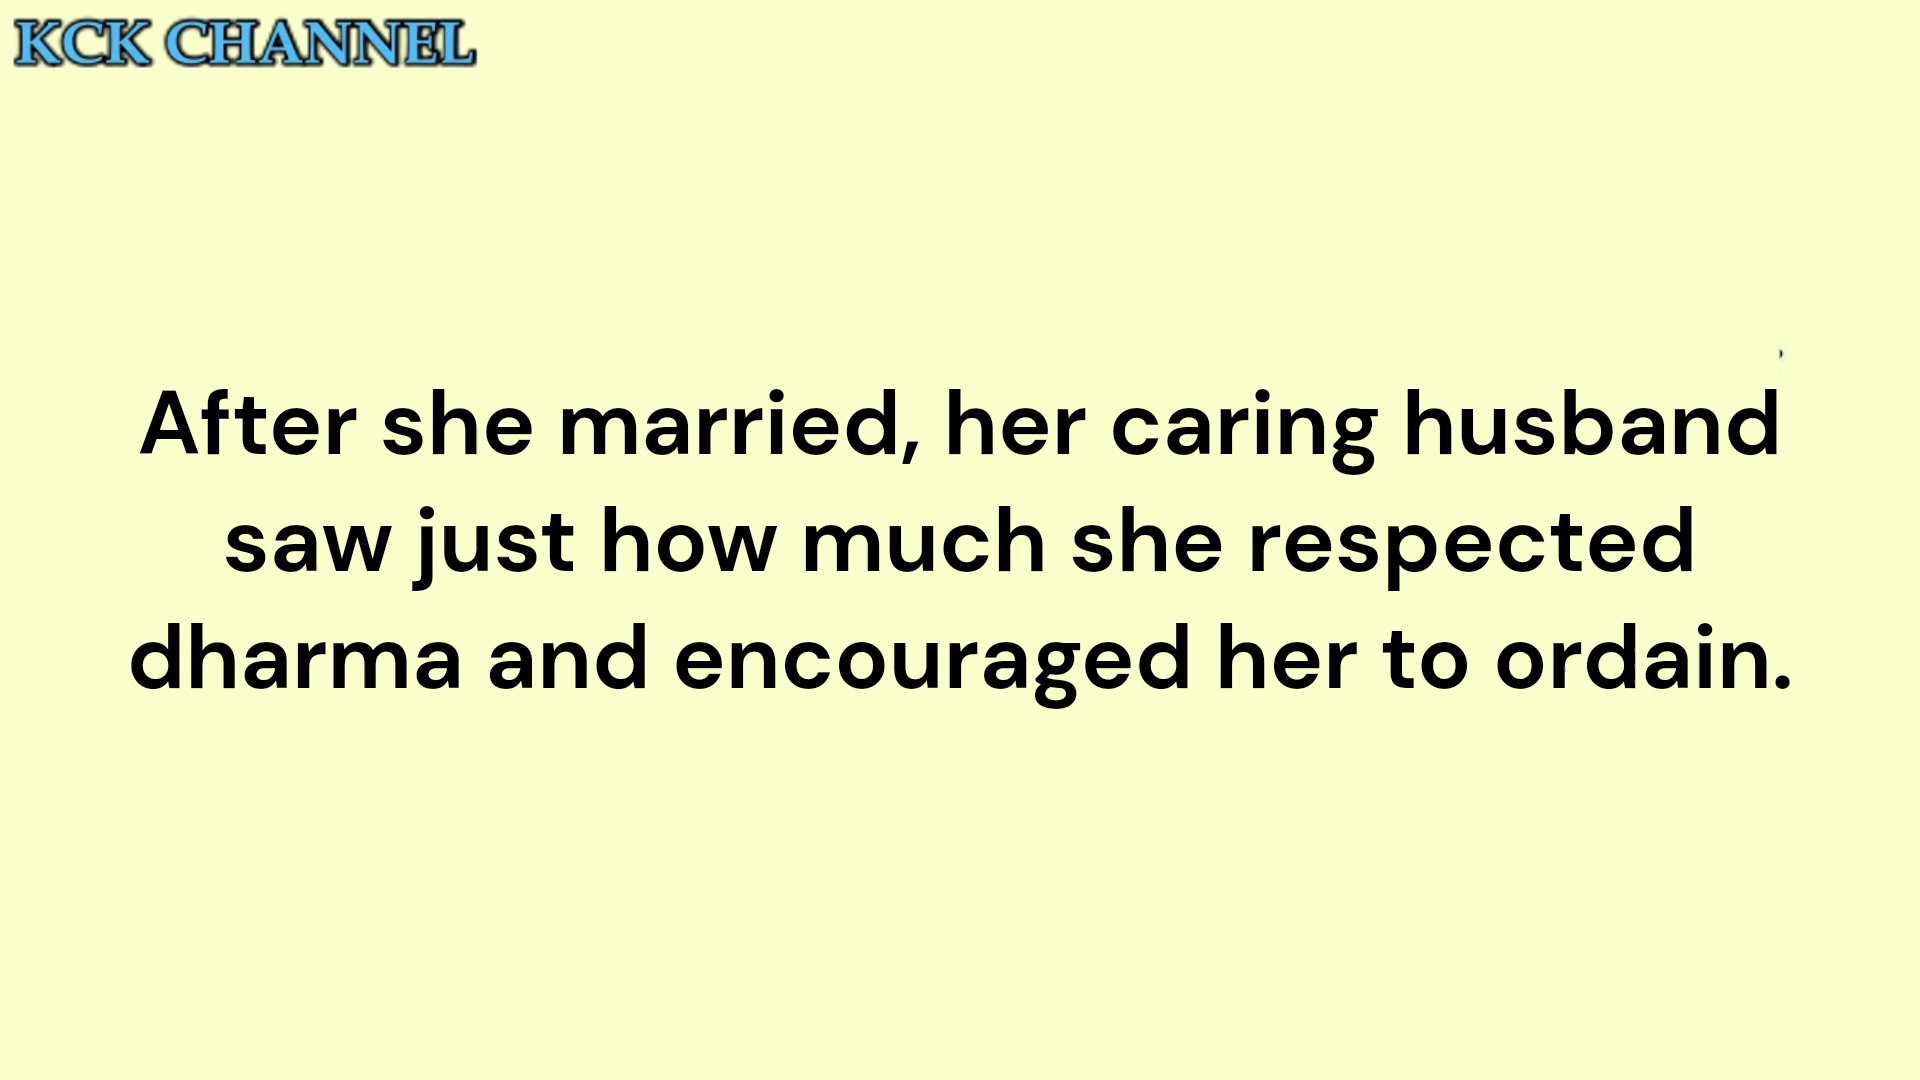 KCK CHANNEL
After she married, her caring husband
saw just how much she respected
dharma and encouraged her to ordain.